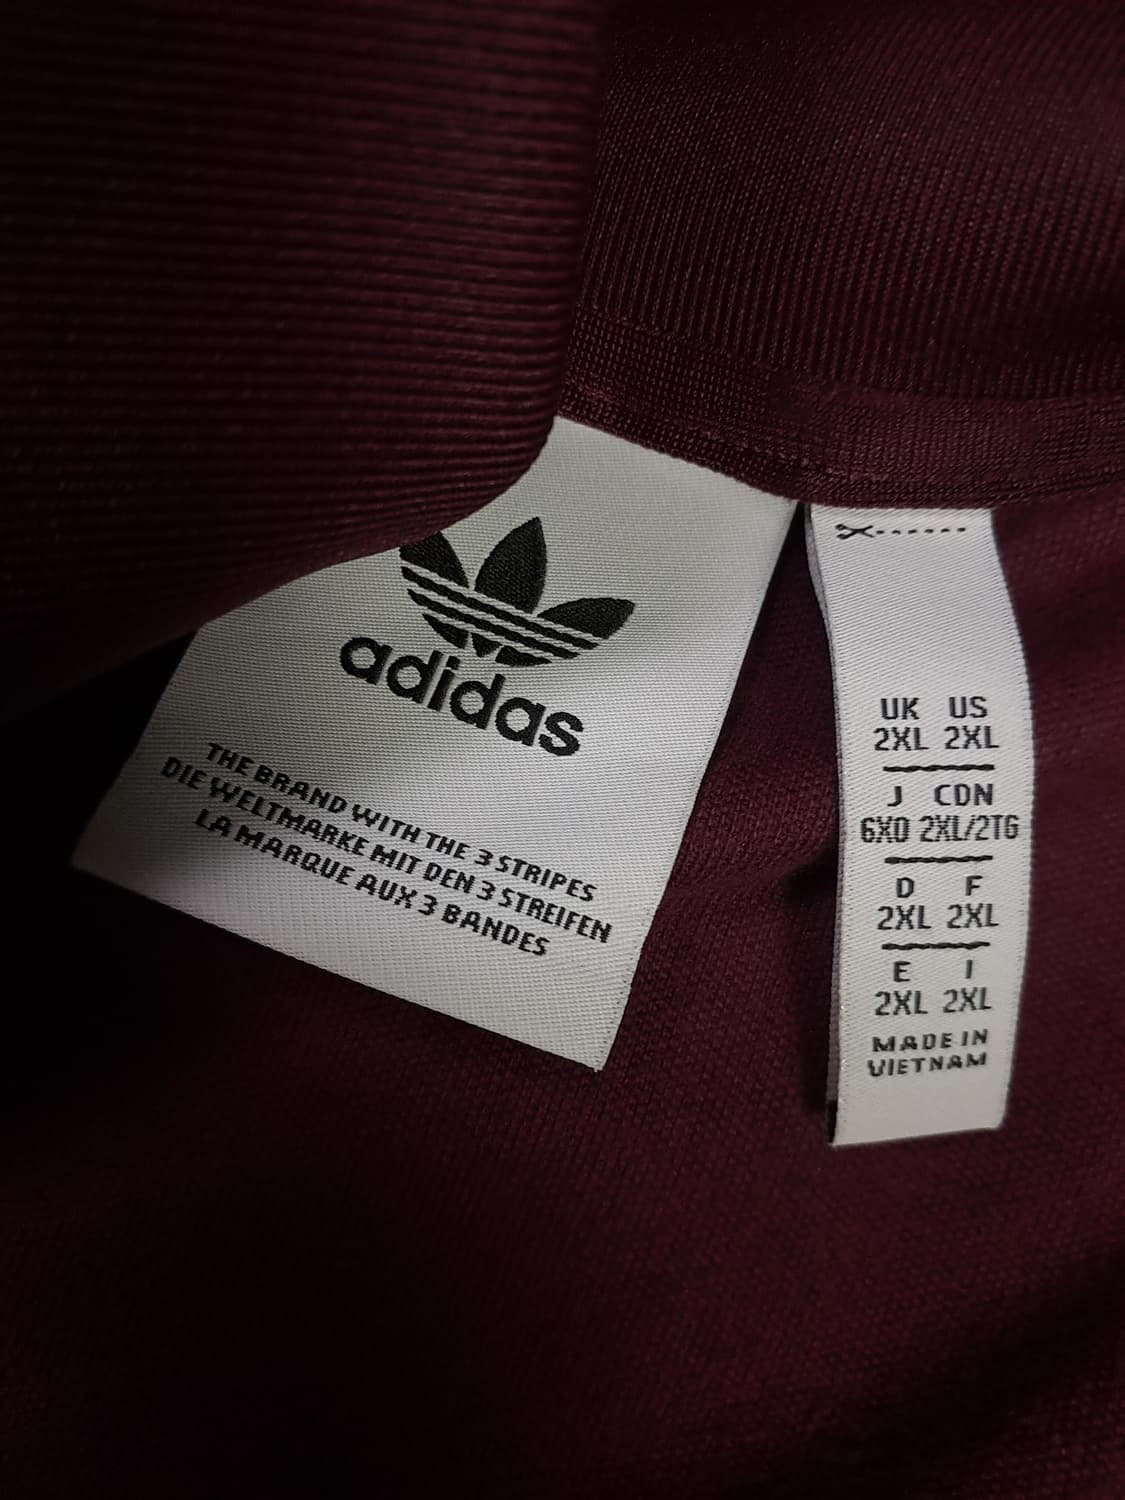 adidas
THE BRAND WITH THE 3 STRIPES
DIE WELTMARKE MIT DEN 3 STREIFEN
LA MARQUE AUX 3 BANDES
UK US
2XL 2XL
J CDN
6XO 2XL/2TG
D F
2XL 2XL
E I
2XL 2XL
MADE IN
VIETNAM